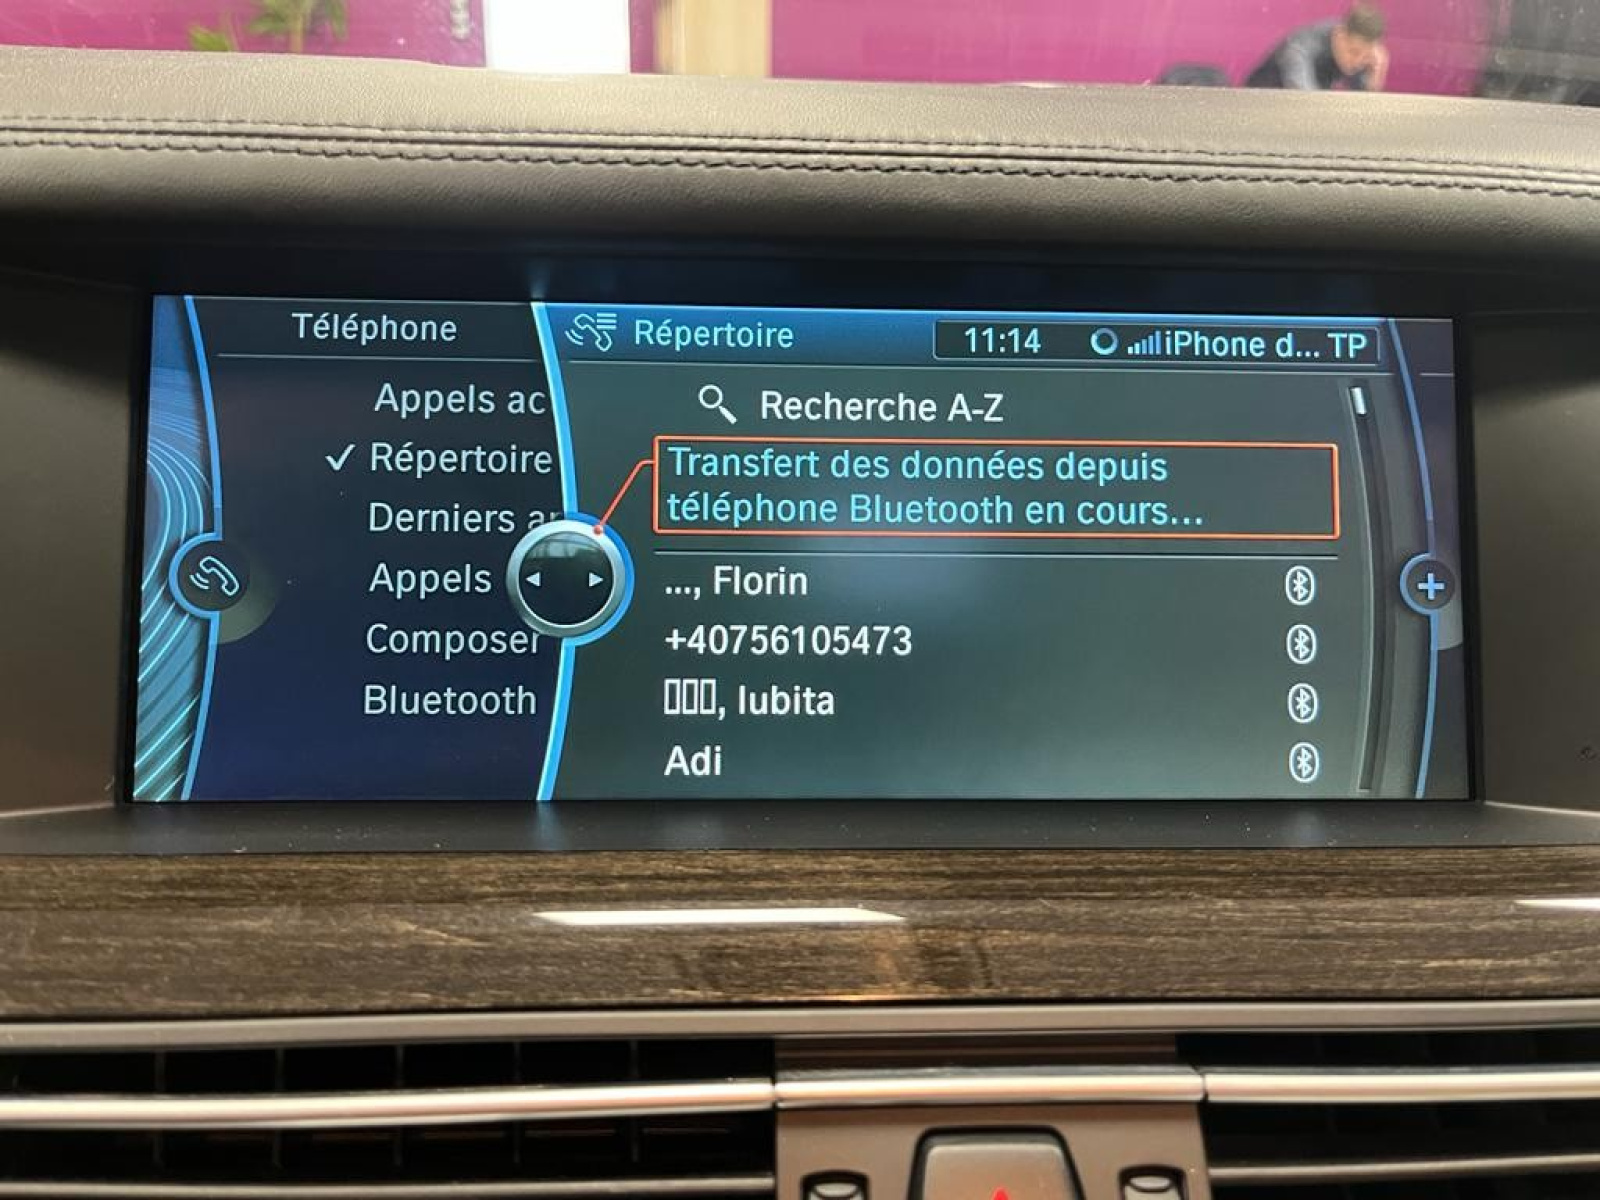 Téléphone
Répertoire
11:14
iPhone d... TP
Appels ac
✓ Répertoire
Derniers
Appels
Composer
Bluetooth
Recherche A-Z
Transfert des données depuis
téléphone Bluetooth en cours...
..., Florin
+40756105473
▯▯▯, Iubita
Adi